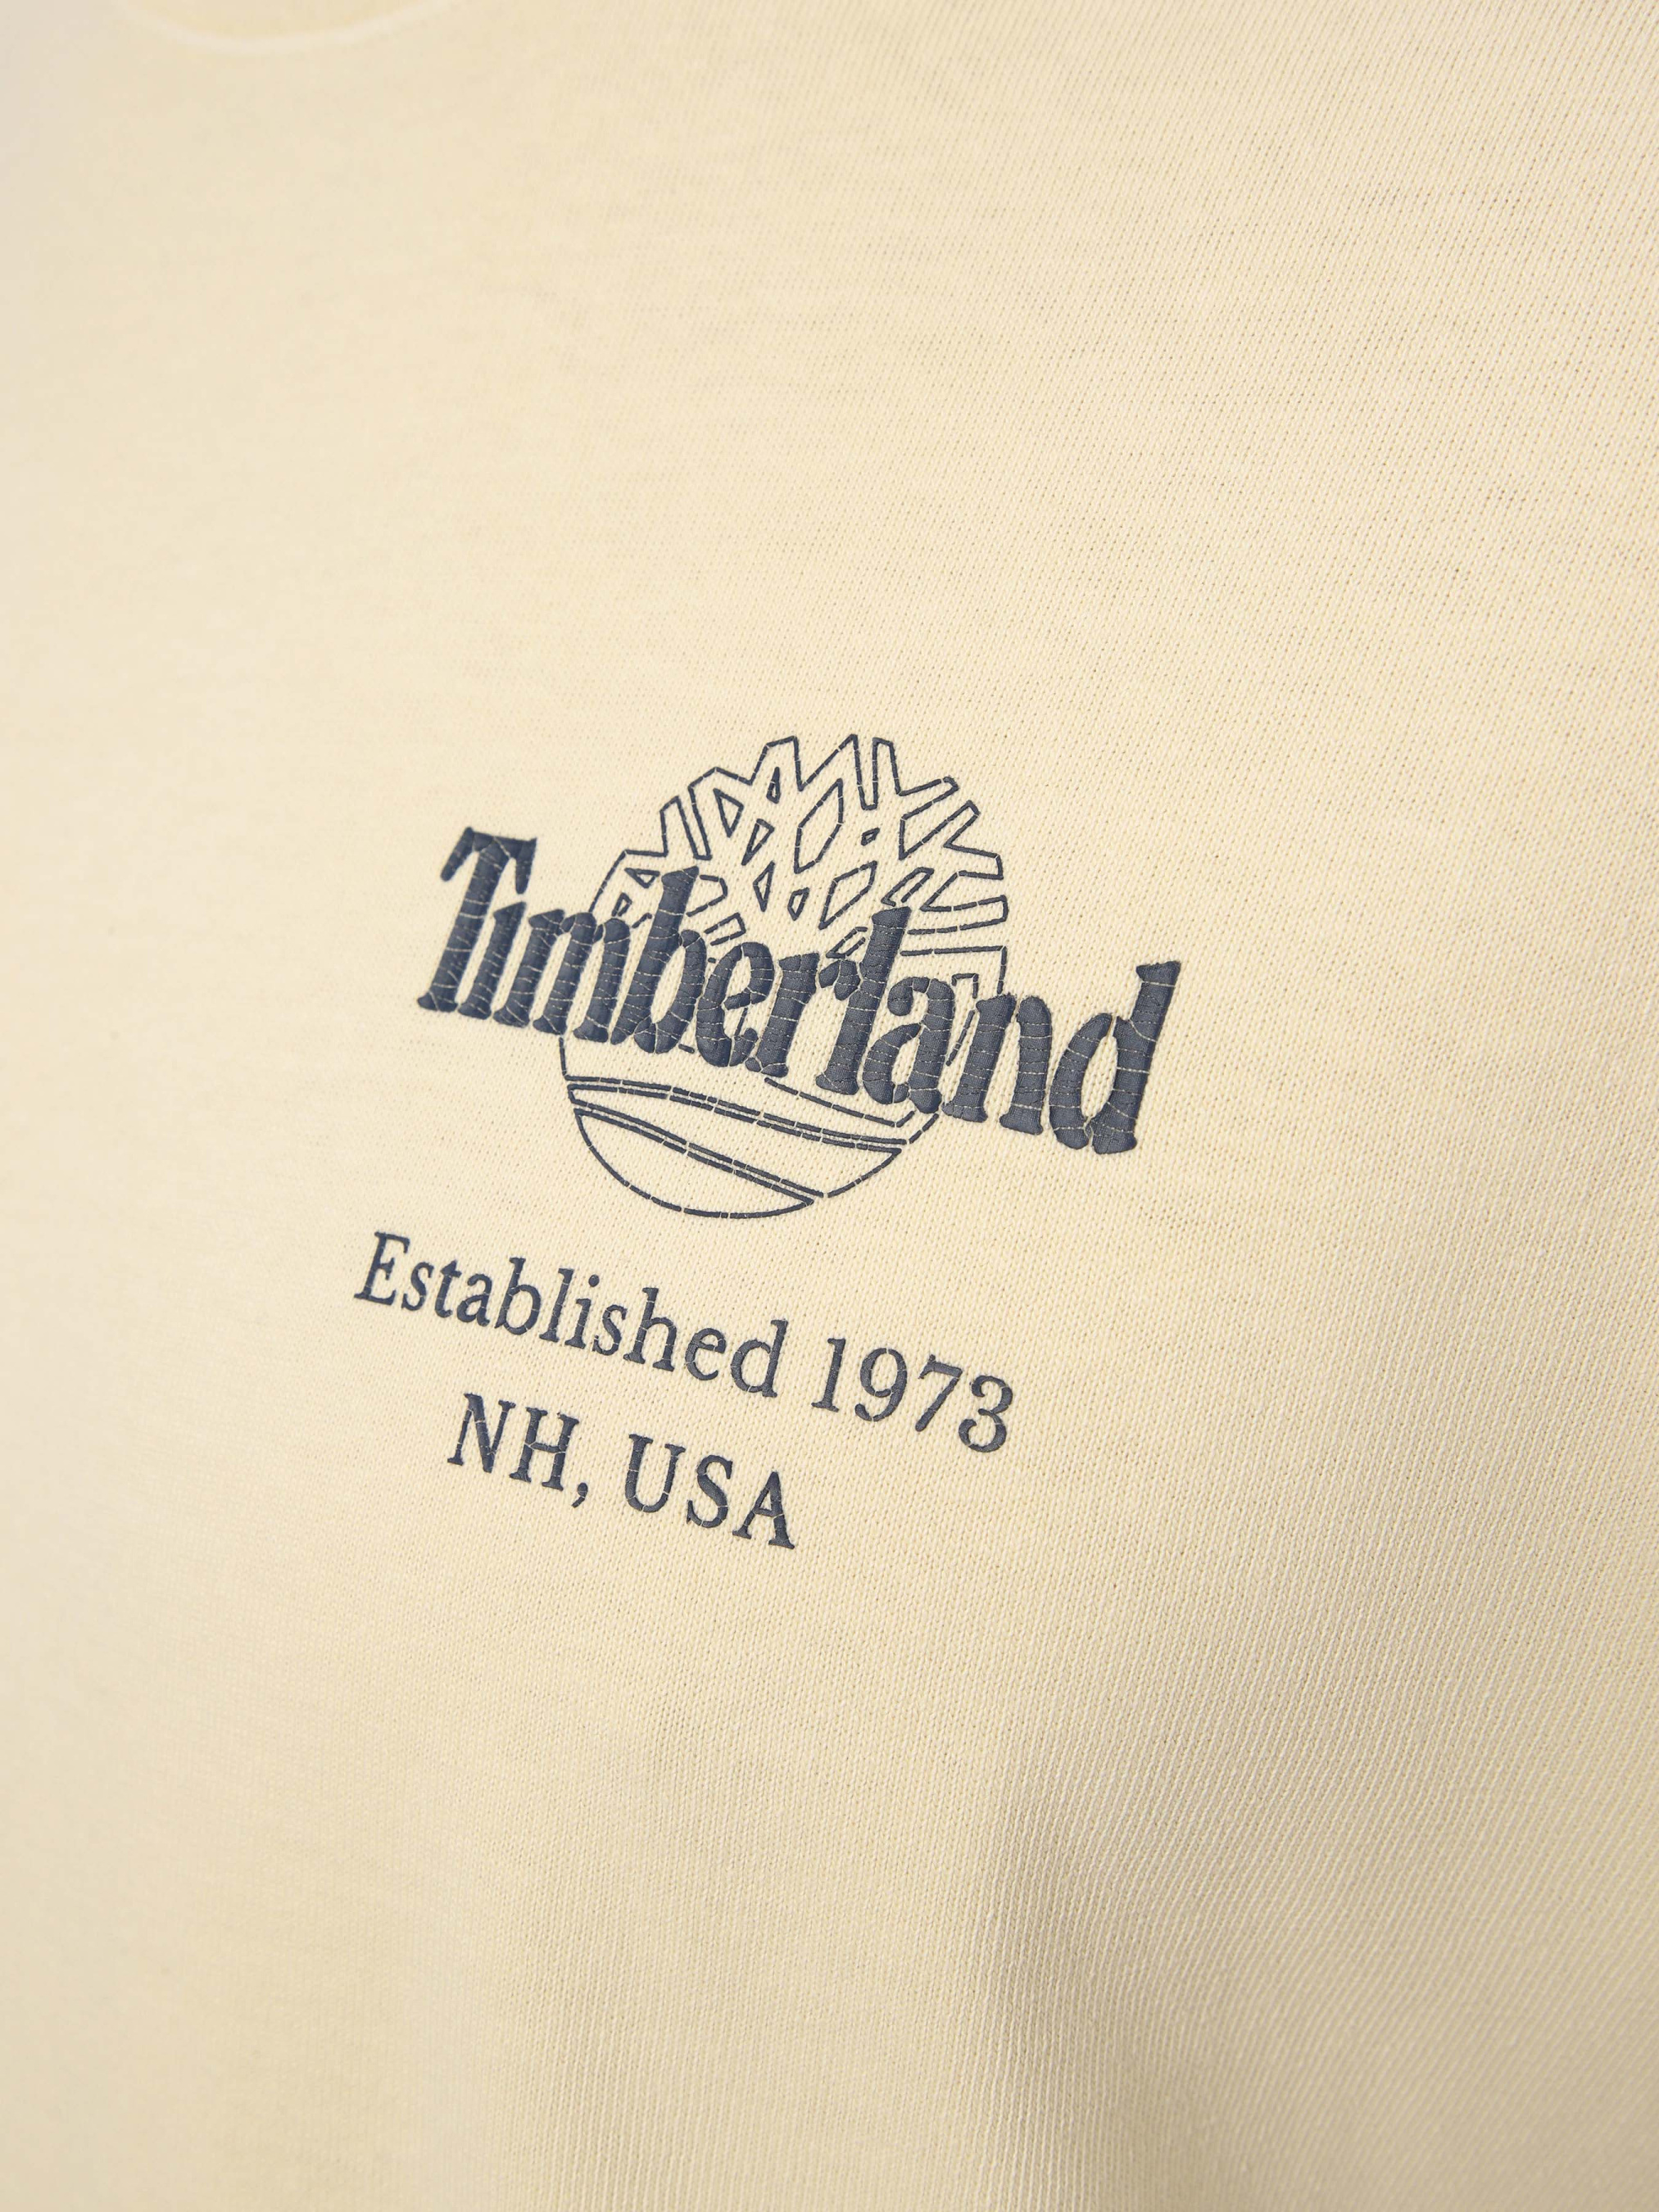 Timberland
Established 1973
NH, USA